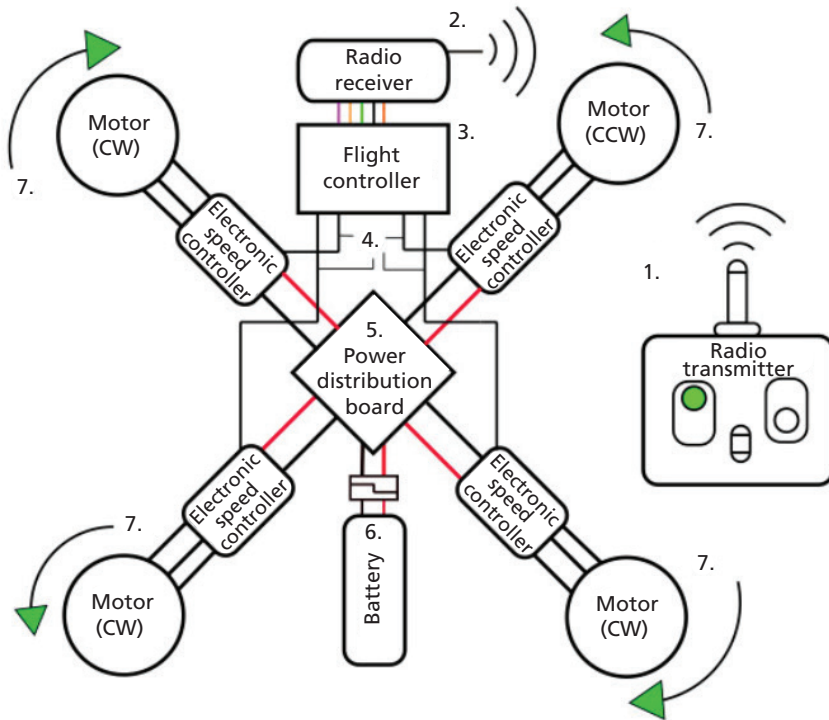 2.
Radio
receiver
3.
Flight
controller
Motor
(CW)
7.
Motor
(CCW)
7.
Electronic
speed
controller
Electronic
speed
controller
4.
1.
Radio
transmitter
5.
Power
distribution
board
Electronic
speed
controller
Electronic
speed
controller
6.
Battery
7.
Motor
(CW)
7.
Motor
(CW)